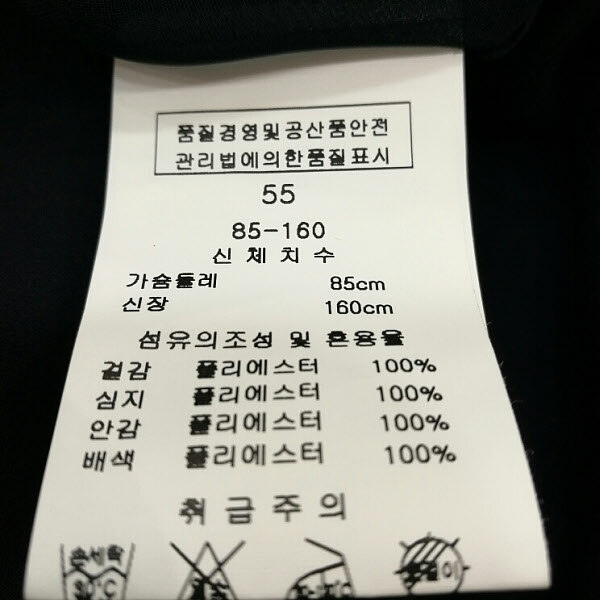 품질경영및공산품안전
관리법에의한품질표시
55
85-160
신체치수
가슴둘레 85cm
신장 160cm
섬유의조성 및 혼용율
겉감 폴리에스터 100%
심지 폴리에스터 100%
안감 폴리에스터 100%
배색 폴리에스터 100%
취급주의
손세탁